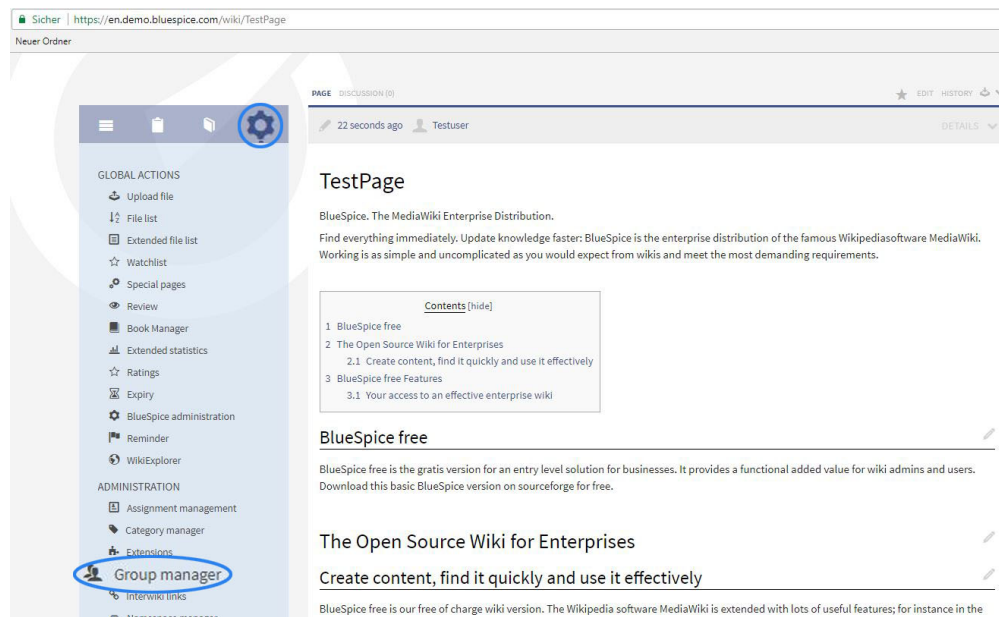 Sicher | https://en.demo.bluespice.com/wiki/TestPage
Neuer Ordner
PAGE DISCUSSION (0)
EDIT HISTORY
22 seconds ago Testuser
DETAILS
GLOBAL ACTIONS
Upload file
File list
Extended file list
Watchlist
Special pages
Review
Book Manager
Extended statistics
Ratings
Expiry
BlueSpice administration
Reminder
WikiExplorer
ADMINISTRATION
Assignment management
Category manager
Extensions
Group manager
Interwiki links
TestPage
BlueSpice. The MediaWiki Enterprise Distribution.
Find everything immediately. Update knowledge faster: BlueSpice is the enterprise distribution of the famous Wikipediasoftware MediaWiki.
Working is as simple and uncomplicated as you would expect from wikis and meet the most demanding requirements.
Contents [hide]
1 BlueSpice free
2 The Open Source Wiki for Enterprises
2.1 Create content, find it quickly and use it effectively
3 BlueSpice free Features
3.1 Your access to an effective enterprise wiki
BlueSpice free
BlueSpice free is the gratis version for an entry level solution for businesses. It provides a functional added value for wiki admins and users.
Download this basic BlueSpice version on sourceforge for free.
The Open Source Wiki for Enterprises
Create content, find it quickly and use it effectively
BlueSpice free is our free of charge wiki version. The Wikipedia software MediaWiki is extended with lots of useful features; for instance in the